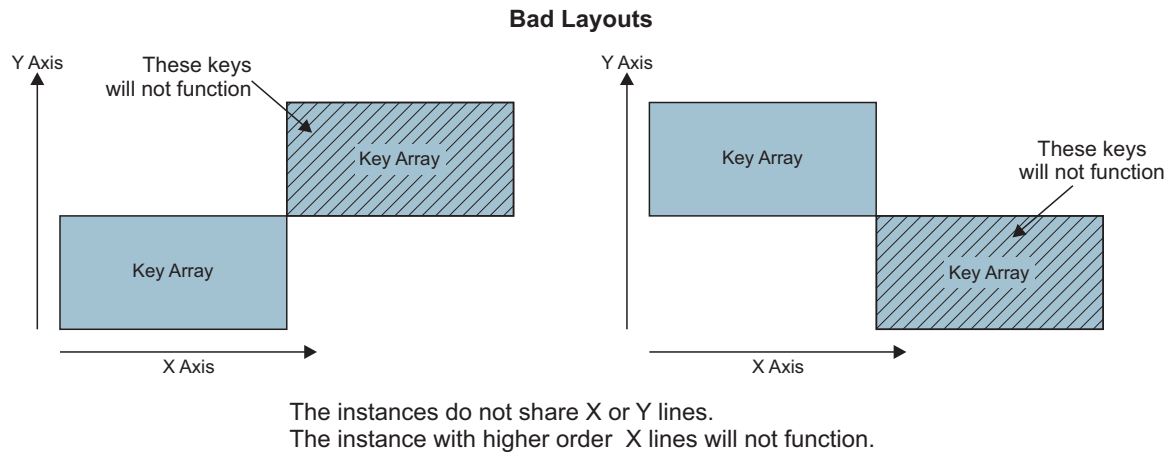 Bad Layouts
Y Axis
These keys
will not function
Key Array
Key Array
X Axis
Y Axis
Key Array
These keys
will not function
Key Array
X Axis
The instances do not share X or Y lines.
The instance with higher order X lines will not function.